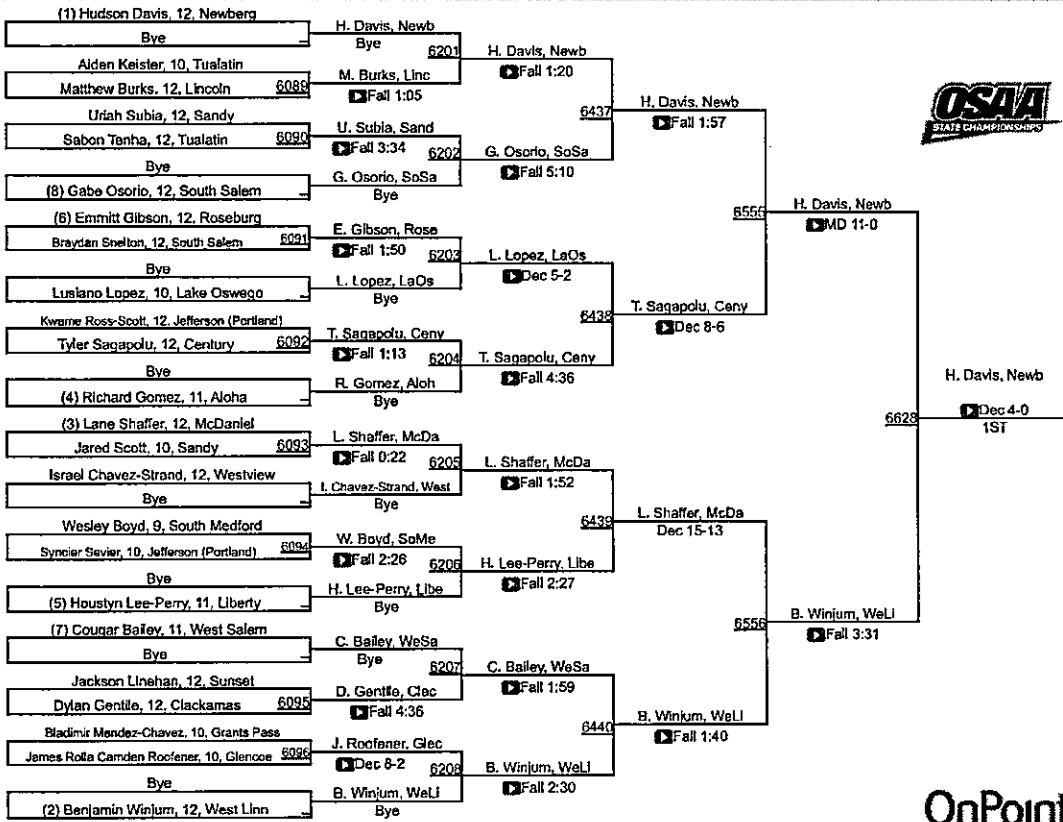 (1) Hudson Davis, 12, Newberg
Bye
Aiden Keister, 10, Tualatin
Matthew Burks, 12, Lincoln 6089
Uriah Subia, 12, Sandy
Sabon Tenha, 12, Tualatin 6090
Bye
(8) Gabe Osorio, 12, South Salem
(6) Emmitt Gibson, 12, Roseburg
Braydan Snelton, 12, South Salem 6091
Bye
Lusiano Lopez, 10, Lake Oswego
Kwame Ross-Scott, 12, Jefferson (Portland)
Tyler Sagapolu, 12, Century 6092
Bye
(4) Richard Gomez, 11, Aloha
(3) Lane Shaffer, 12, McDaniel
Jared Scott, 10, Sandy 6093
Israel Chavez-Strand, 12, Westview
Bye
Wesley Boyd, 9, South Medford
Syncier Sevier, 10, Jefferson (Portland) 6094
Bye
(5) Houstyn Lee-Perry, 11, Liberty
(7) Cougar Bailey, 11, West Salem
Bye
Jackson Linehan, 12, Sunset
Dylan Gentile, 12, Clackamas 6095
Bladimir Mendez-Chavez, 10, Grants Pass
James Rolla Camden Roofener, 10, Glencoe 6096
Bye
(2) Benjamin Winjum, 12, West Linn
H. Davis, Newb
Bye
6201
M. Burks, Linc
Fall 1:05
U. Subia, Sand
Fall 3:34
6202
G. Osorio, SoSa
Bye
E. Gibson, Rose
Fall 1:50
6203
L. Lopez, LaOs
Bye
T. Sagapolu, Ceny
Fall 1:13
6204
R. Gomez, Aloh
Bye
L. Shaffer, McDa
Fall 0:22
6205
I. Chavez-Strand, West
Bye
W. Boyd, SoMe
Fall 2:26
6206
H. Lee-Perry, Libe
Bye
C. Bailey, WeSa
Bye
6207
D. Gentile, Clac
Fall 4:36
J. Roofener, Glec
Dec 8-2
6208
B. Winjum, WeLi
Bye
H. Davis, Newb
Fall 1:20
6437
G. Osorio, SoSa
Fall 5:10
L. Lopez, LaOs
Dec 5-2
6438
T. Sagapolu, Ceny
Fall 4:36
L. Shaffer, McDa
Fall 1:52
6439
H. Lee-Perry, Libe
Fall 2:27
C. Bailey, WeSa
Fall 1:59
6440
B. Winjum, WeLi
Fall 2:30
H. Davis, Newb
Fall 1:57
6555
T. Sagapolu, Ceny
Dec 8-6
L. Shaffer, McDa
Dec 15-13
6556
B. Winjum, WeLi
Fall 1:40
H. Davis, Newb
MD 11-0
6628
B. Winjum, WeLi
Fall 3:31
H. Davis, Newb
Dec 4-0
1ST
OSAA
STATE CHAMPIONSHIPS
OnPoint